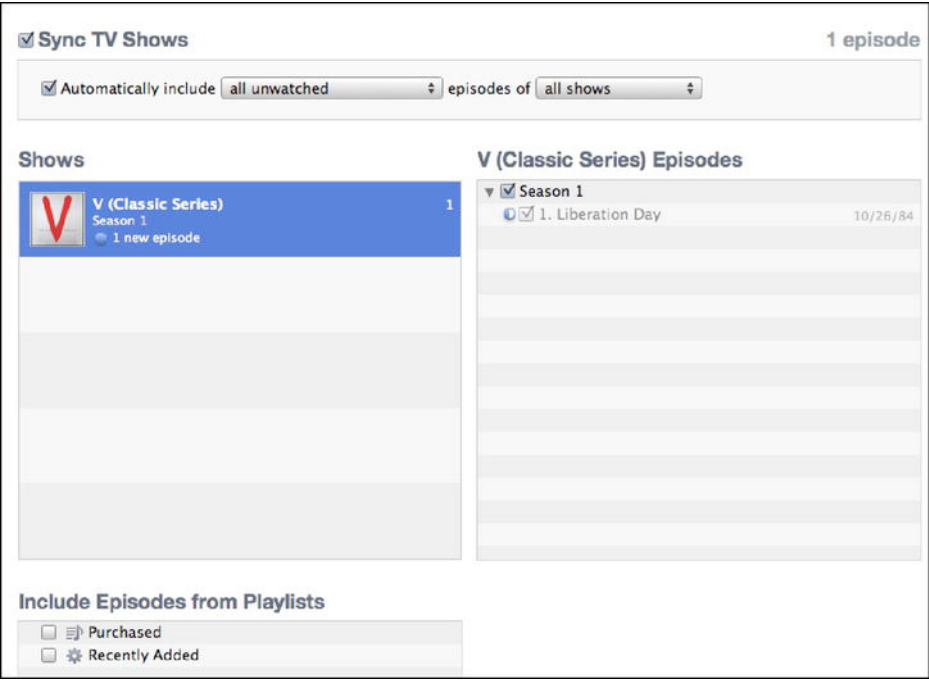 Sync TV Shows
1 episode
Automatically include all unwatched episodes of all shows
Shows
V (Classic Series)
1
Season 1
1 new episode
V
V (Classic Series) Episodes
Season 1
1. Liberation Day 10/26/84
Include Episodes from Playlists
Purchased
Recently Added